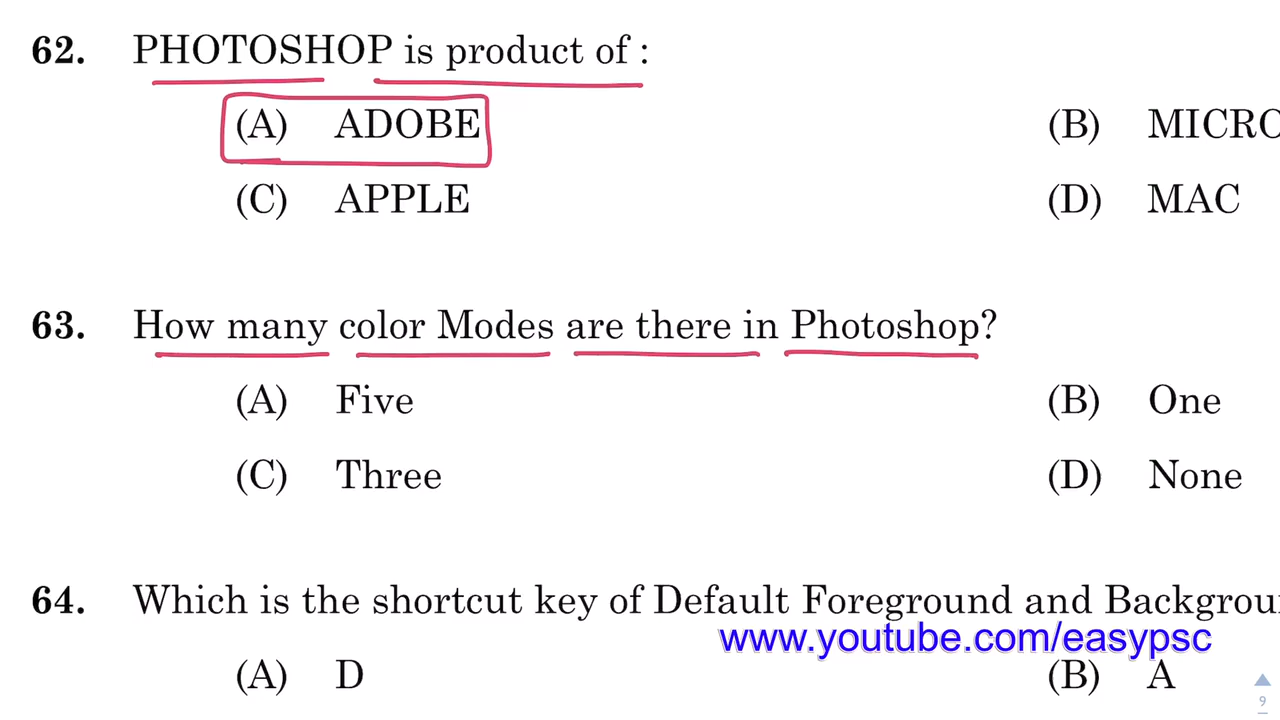 62. PHOTOSHOP is product of :
(A) ADOBE (B) MICRO
(C) APPLE (D) MAC
63. How many color Modes are there in Photoshop?
(A) Five (B) One
(C) Three (D) None
64. Which is the shortcut key of Default Foreground and Backgrou
www.youtube.com/easypsc
(A) D (B) A
9